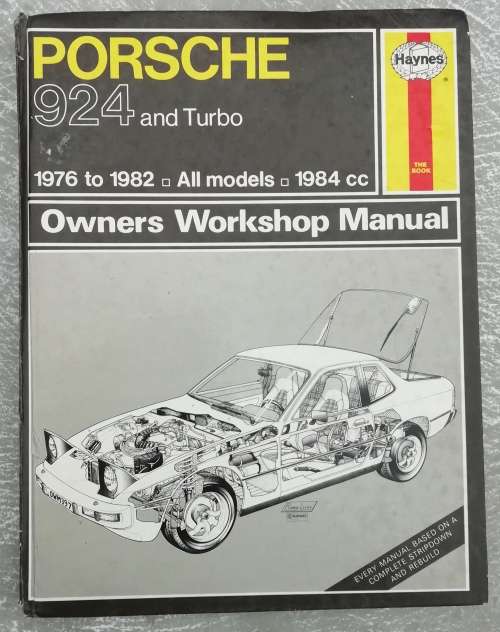 PORSCHE
924 and Turbo
Haynes
®
THE
BOOK
1976 to 1982 □ All models □ 1984 cc
Owners Workshop Manual
EVERY MANUAL BASED ON A
COMPLETE STRIPDOWN
AND REBUILD